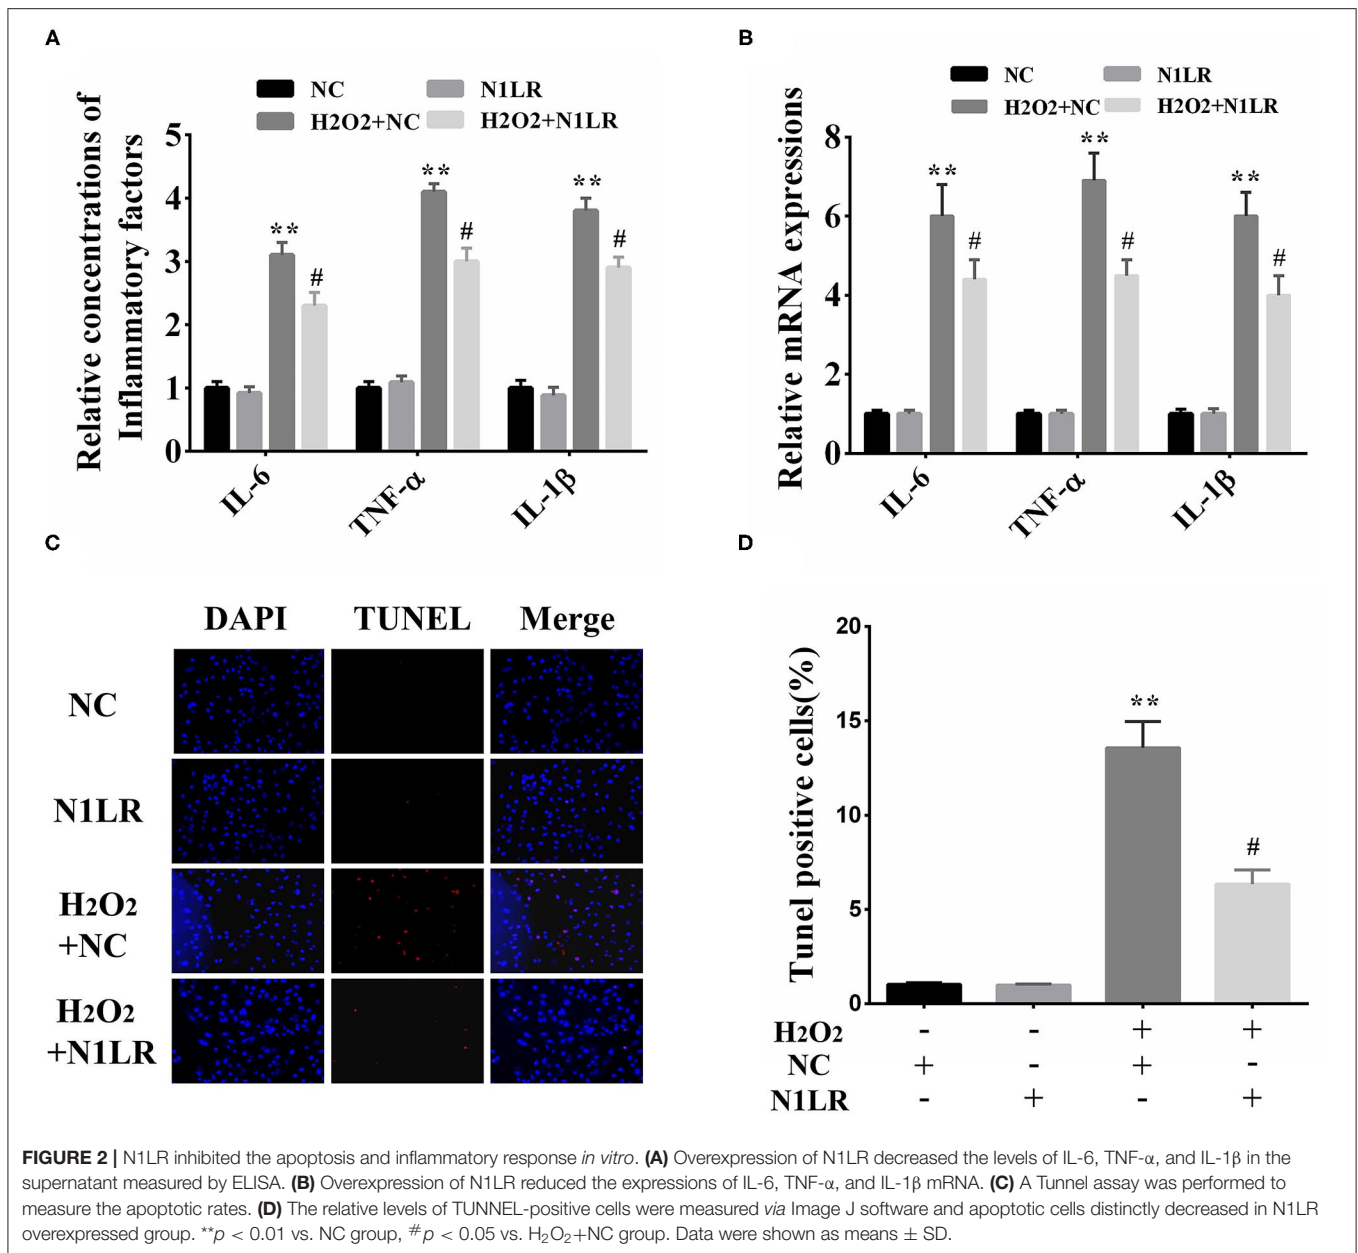 A
NC
N1LR
H2O2+NC
H2O2+N1LR
Relative concentrations of
Inflammatory factors
5
4
3
2
1
0
**
#
**
#
**
#
IL-6
TNF-α
IL-1β
B
NC
N1LR
H2O2+NC
H2O2+N1LR
Relative mRNA expressions
8
6
4
2
0
**
#
**
#
**
#
IL-6
TNF-α
IL-1β
C
DAPI TUNEL Merge
NC
N1LR
H2O2
+NC
H2O2
+N1LR
D
Tunel positive cells(%)
20
15
10
5
0
**
#
H2O2 - - + +
NC + - + -
N1LR - + - +
FIGURE 2 | N1LR inhibited the apoptosis and inflammatory response in vitro. (A) Overexpression of N1LR decreased the levels of IL-6, TNF-α, and IL-1β in the
supernatant measured by ELISA. (B) Overexpression of N1LR reduced the expressions of IL-6, TNF-α, and IL-1β mRNA. (C) A Tunnel assay was performed to
measure the apoptotic rates. (D) The relative levels of TUNNEL-positive cells were measured via Image J software and apoptotic cells distinctly decreased in N1LR
overexpressed group. **p < 0.01 vs. NC group, #p < 0.05 vs. H2O2+NC group. Data were shown as means ± SD.